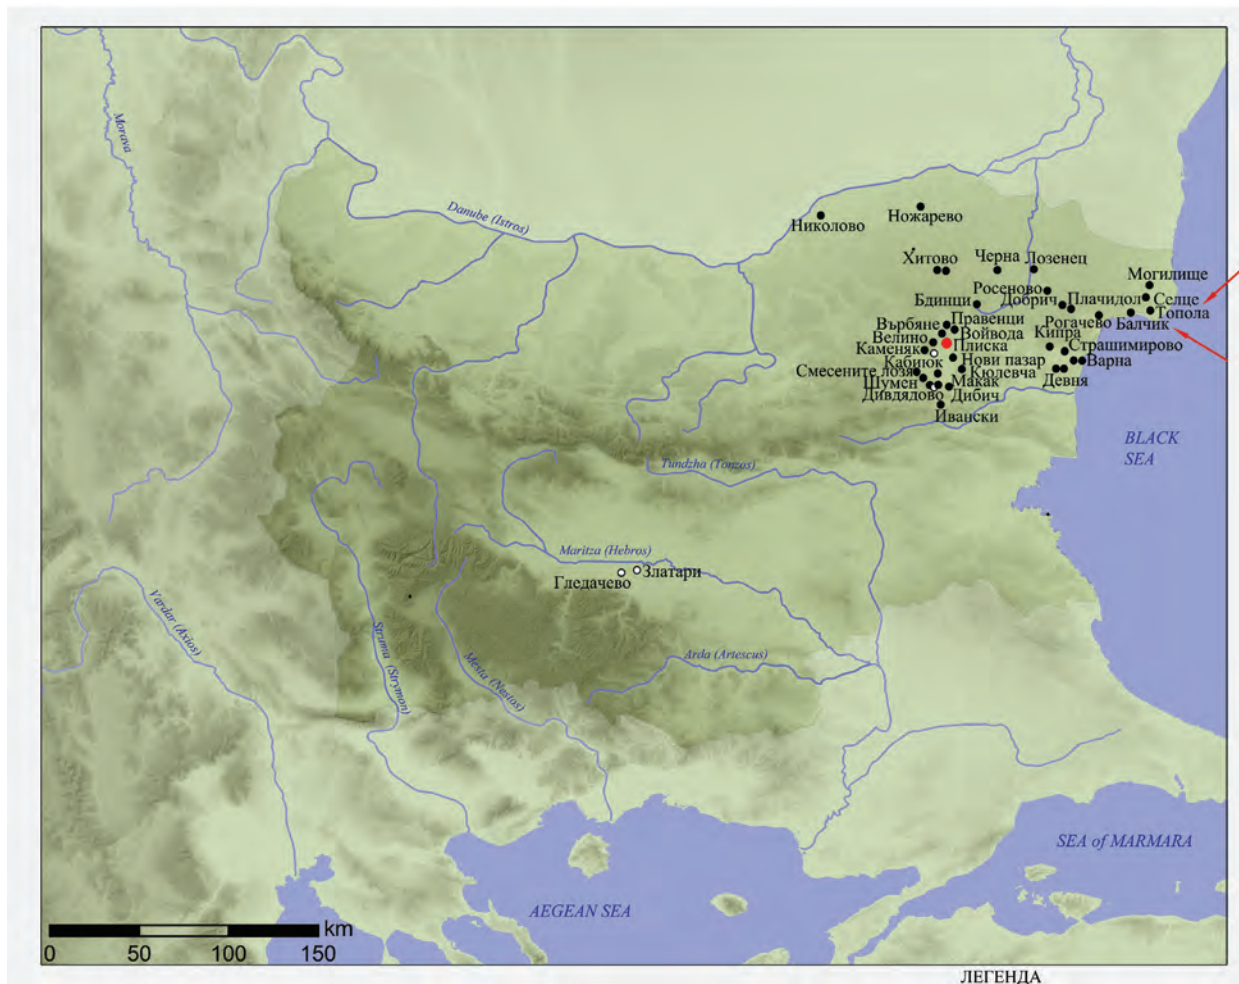 Morava
Danube (Istros)
Николово
Ножарево
Хитово
Черна
Лозенец
Могилище
Росеново
Бдинци
Добрич
Плачидол
Селце
Топола
Рогачево
Балчик
Върбяне
Правенци
Велино
Войвода
Кипра
Каменяк
Плиска
Страшимирово
Кабиюк
Нови пазар
Варна
Смесените лозя
Кюлевча
Девня
Шумен
Макак
Дивдядово
Дибич
Ивански
BLACK
SEA
Tundzha (Tonzos)
Maritza (Hebros)
Гледачево
Златари
Vardar (Axios)
Struma (Strymon)
Mesta (Nestos)
Arda (Artescus)
SEA of MARMARA
AEGEAN SEA
km
0 50 100 150
ЛЕГЕНДА